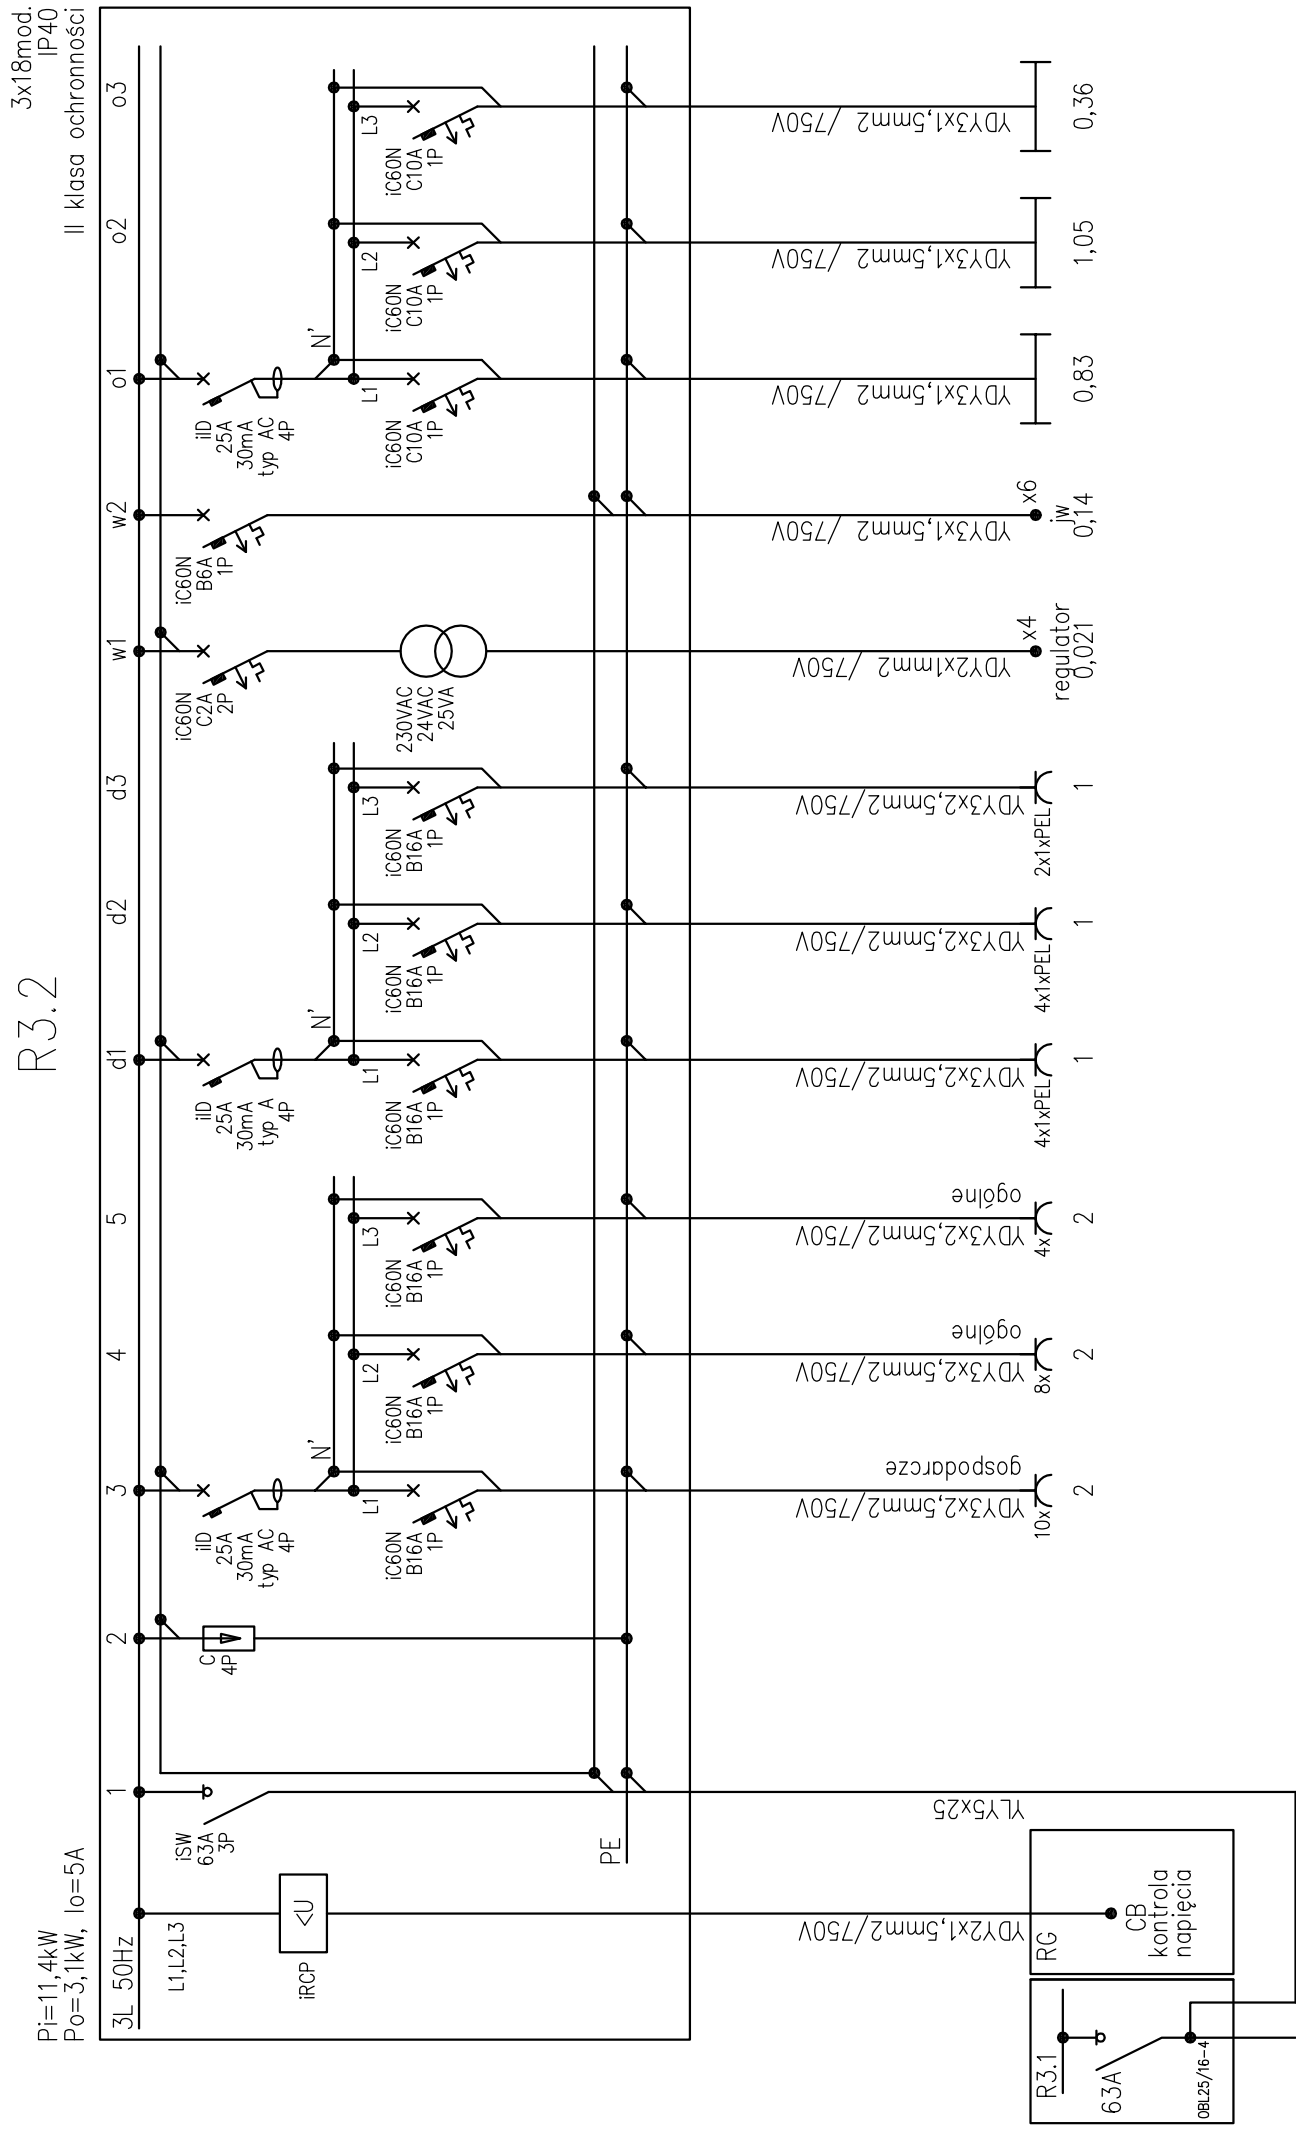 R3.2
Pi=11,4kW
Po=3,1kW, Io=5A
3x18mod.
IP40
II klasa ochronności
3L 50Hz
L1,L2,L3
<U
iRCP
YDY2x1,5mm2/750V
RG
CB
kontrola
napięcia
R3.1
63A
OBL25/16-4
1
iSW
63A
3P
PE
YLY5x25
2
C
4P
3
iID
25A
30mA
typ AC
4P
N'
L1
iC60N
B16A
1P
YDY3x2,5mm2/750V
gospodarcze
10x
2
4
L2
iC60N
B16A
1P
YDY3x2,5mm2/750V
ogólne
8x
2
5
L3
iC60N
B16A
1P
YDY3x2,5mm2/750V
ogólne
4x
2
d1
iID
25A
30mA
typ A
4P
N'
L1
iC60N
B16A
1P
YDY3x2,5mm2/750V
4x1xPEL
1
d2
L2
iC60N
B16A
1P
YDY3x2,5mm2/750V
4x1xPEL
1
d3
L3
iC60N
B16A
1P
YDY3x2,5mm2/750V
2x1xPEL
1
w1
iC60N
C2A
2P
230VAC
24VAC
25VA
YDY2x1mm2 /750V
x4
regulator
0,021
w2
iC60N
B6A
1P
YDY3x1,5mm2 /750V
x6
jw
0,14
o1
iID
25A
30mA
typ AC
4P
N'
L1
iC60N
C10A
1P
YDY3x1,5mm2 /750V
0,83
o2
L2
iC60N
C10A
1P
YDY3x1,5mm2 /750V
1,05
o3
L3
iC60N
C10A
1P
YDY3x1,5mm2 /750V
0,36